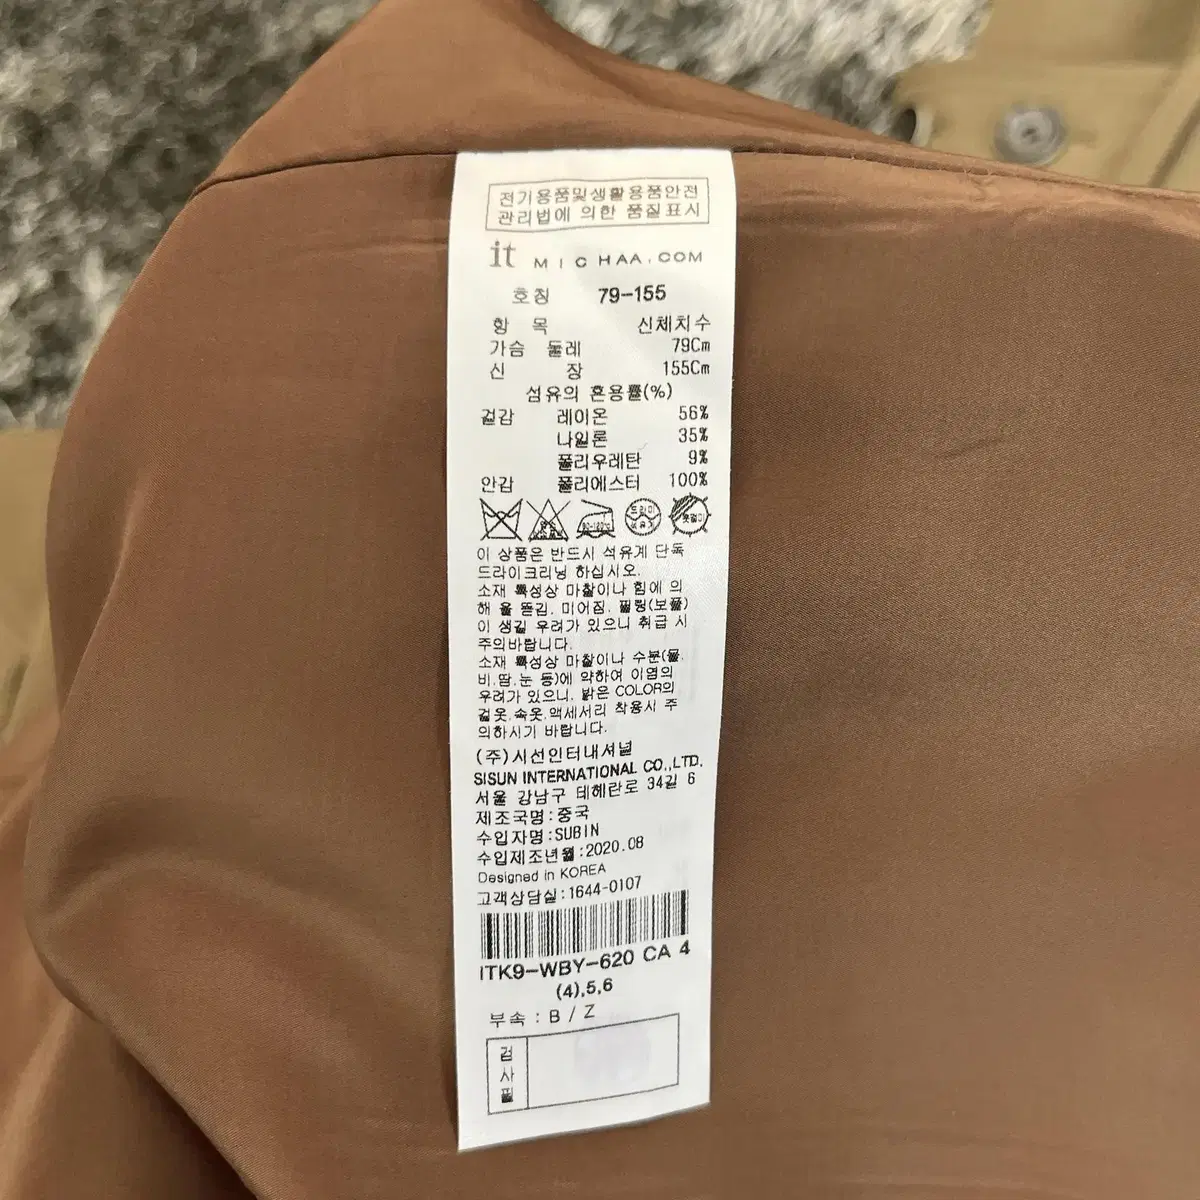 전기용품및생활용품안전
관리법에 의한 품질표시
it MICHAA.COM
호칭 79-155
항 목 신체치수
가슴 둘레 79Cm
신 장 155Cm
섬유의 혼용률(%)
겉감 레이온 56%
나일론 35%
폴리우레탄 9%
안감 폴리에스터 100%
80-120℃ 드라이 석유계 옷걸이
이 상품은 반드시 석유계 단독
드라이크리닝 하십시오.
소재 특성상 마찰이나 힘에 의
해 올 뜯김, 미어짐, 필링(보풀)
이 생길 우려가 있으니 취급 시
주의바랍니다.
소재 특성상 마찰이나 수분(물,
비,땀,눈 등)에 약하여 이염의
우려가 있으니, 밝은 COLOR의
겉옷,속옷,액세서리 착용시 주
의하시기 바랍니다.
(주)시선인터내셔널
SISUN INTERNATIONAL CO.,LTD.
서울 강남구 테헤란로 34길 6
제조국명:중국
수입자명:SUBIN
수입제조년월:2020.08
Designed in KOREA
고객상담실:1644-0107
ITK9-WBY-620 CA 4
(4),5,6
부속 : B / Z
검사필